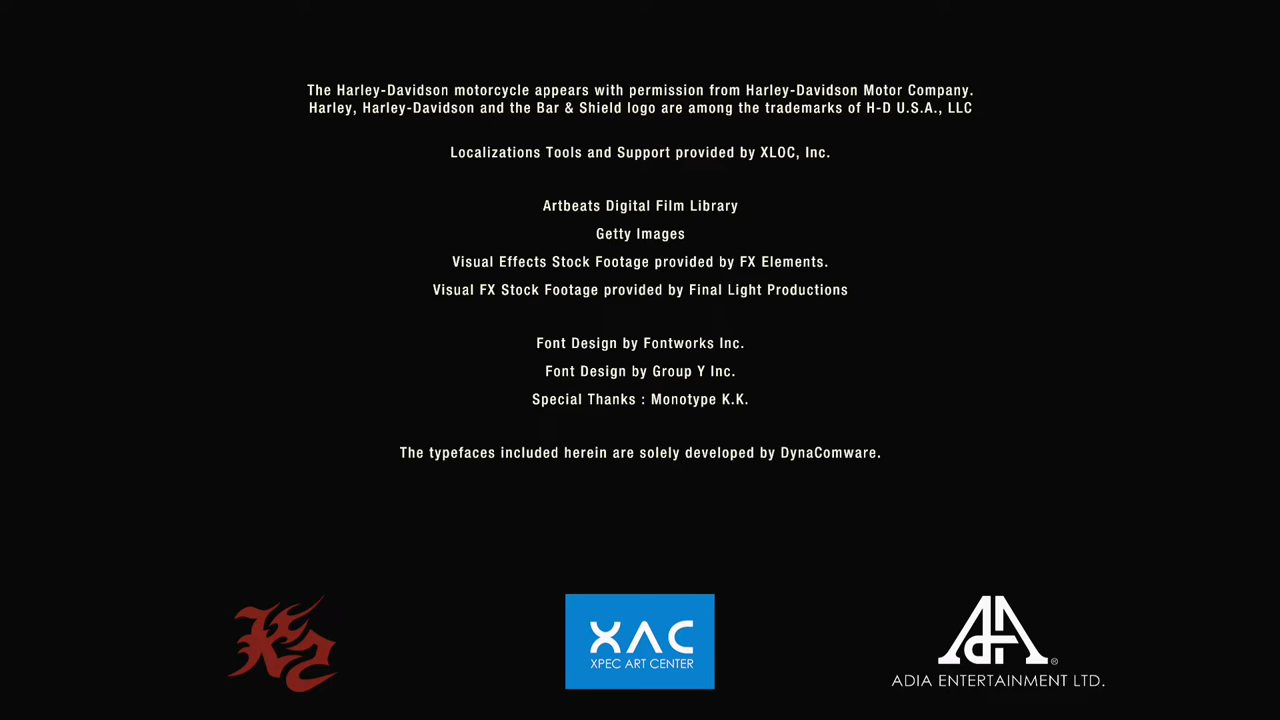 The Harley-Davidson motorcycle appears with permission from Harley-Davidson Motor Company.
Harley, Harley-Davidson and the Bar & Shield logo are among the trademarks of H-D U.S.A., LLC
Localizations Tools and Support provided by XLOC, Inc.
Artbeats Digital Film Library
Getty Images
Visual Effects Stock Footage provided by FX Elements.
Visual FX Stock Footage provided by Final Light Productions
Font Design by Fontworks Inc.
Font Design by Group Y Inc.
Special Thanks : Monotype K.K.
The typefaces included herein are solely developed by DynaComware.
K2
XAC
XPEC ART CENTER
®
ADIA ENTERTAINMENT LTD.